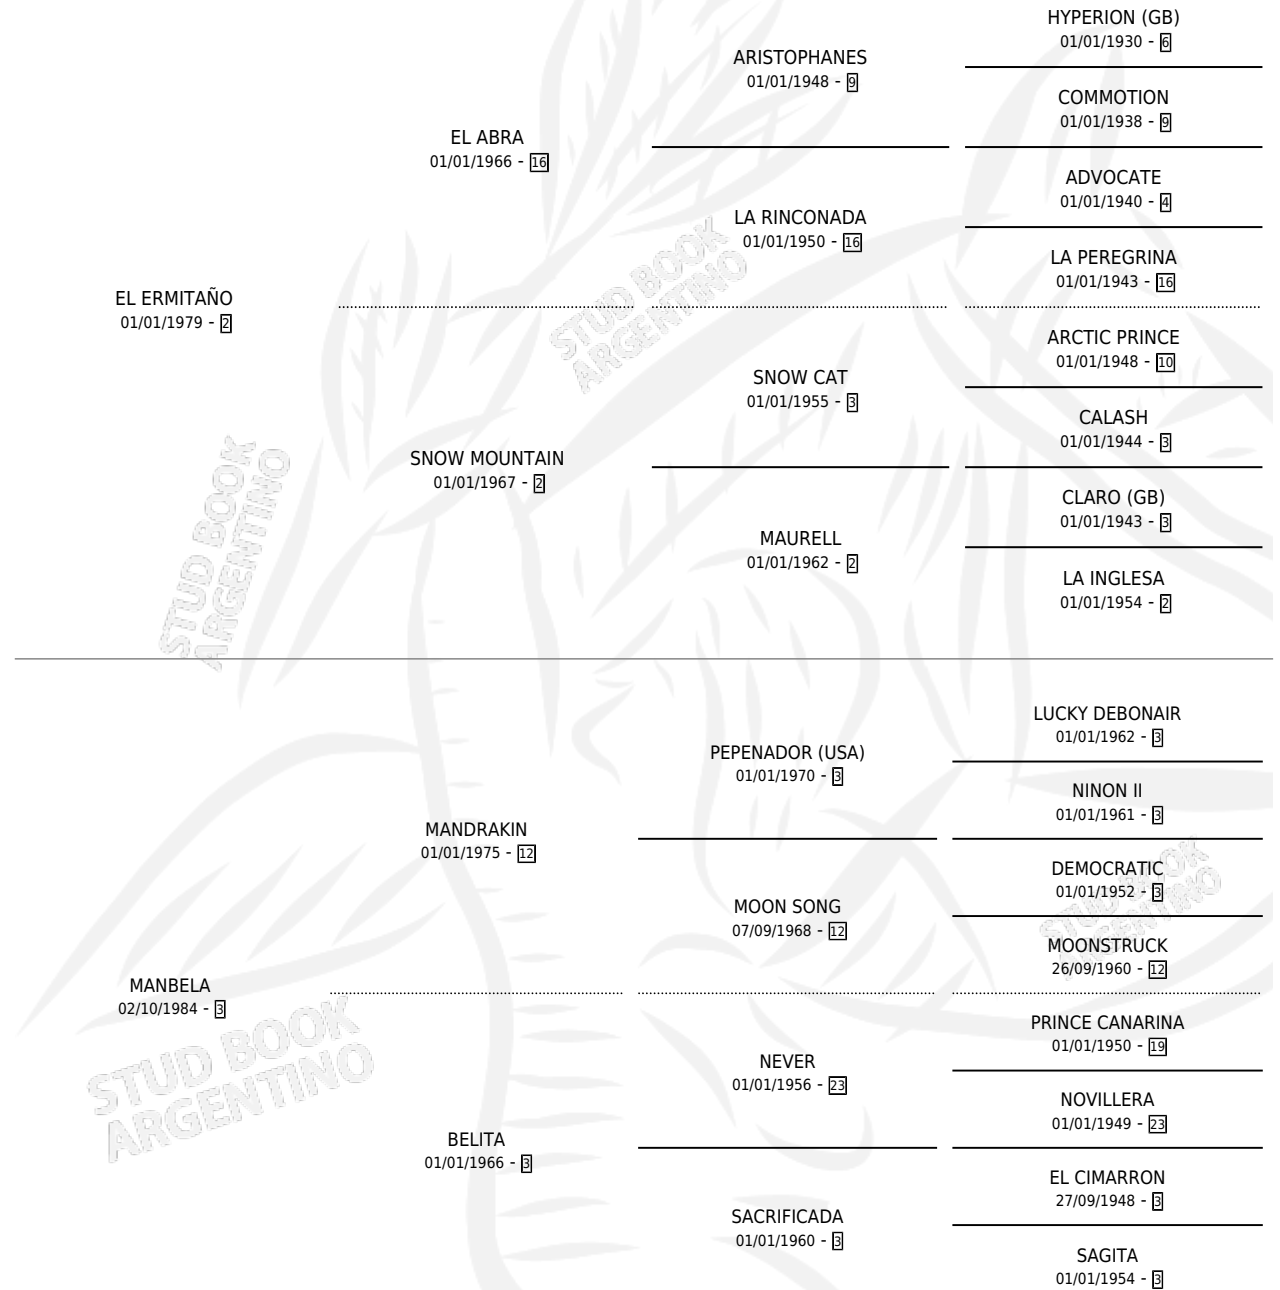 HYPERION (GB)
01/01/1930 - 6
ARISTOPHANES
01/01/1948 - 9
COMMOTION
01/01/1938 - 9
EL ABRA
01/01/1966 - 16
ADVOCATE
01/01/1940 - 4
LA RINCONADA
01/01/1950 - 16
LA PEREGRINA
01/01/1943 - 16
EL ERMITAÑO
01/01/1979 - 2
STUD BOOK
ARGENTINO
ARCTIC PRINCE
01/01/1948 - 10
SNOW CAT
01/01/1955 - 3
CALASH
01/01/1944 - 3
SNOW MOUNTAIN
01/01/1967 - 2
CLARO (GB)
01/01/1943 - 3
MAURELL
01/01/1962 - 2
LA INGLESA
01/01/1954 - 2
STUD BOOK
ARGENTINO
LUCKY DEBONAIR
01/01/1962 - 3
PEPENADOR (USA)
01/01/1970 - 3
NINON II
01/01/1961 - 3
MANDRAKIN
01/01/1975 - 12
DEMOCRATIC
01/01/1952 - 3
MOON SONG
07/09/1968 - 12
STUD BOOK
ARGENTINO
MOONSTRUCK
26/09/1960 - 12
MANBELA
02/10/1984 - 3
PRINCE CANARINA
01/01/1950 - 19
STUD BOOK
ARGENTINO
NEVER
01/01/1956 - 23
NOVILLERA
01/01/1949 - 23
BELITA
01/01/1966 - 3
EL CIMARRON
27/09/1948 - 3
SACRIFICADA
01/01/1960 - 3
SAGITA
01/01/1954 - 3